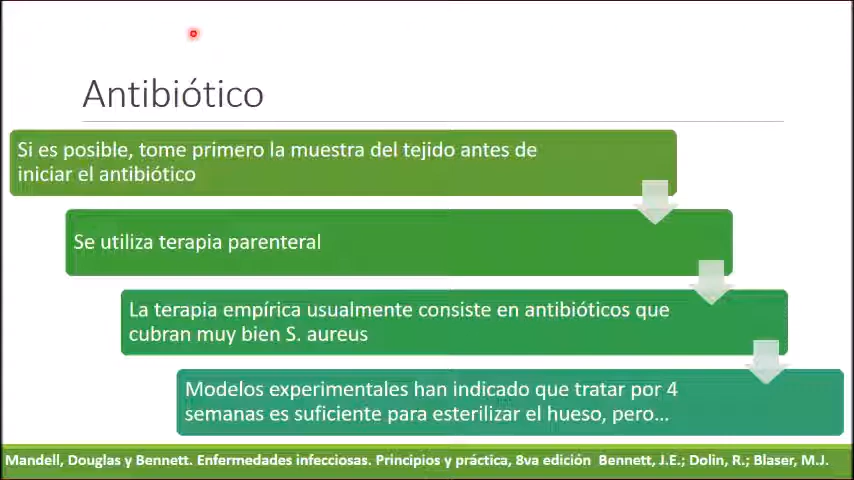 Antibiótico
Si es posible, tome primero la muestra del tejido antes de
iniciar el antibiótico
Se utiliza terapia parenteral
La terapia empírica usualmente consiste en antibióticos que
cubran muy bien S. aureus
Modelos experimentales han indicado que tratar por 4
semanas es suficiente para esterilizar el hueso, pero…
Mandell, Douglas y Bennett. Enfermedades infecciosas. Principios y práctica, 8va edición  Bennett, J.E.; Dolin, R.; Blaser, M.J.